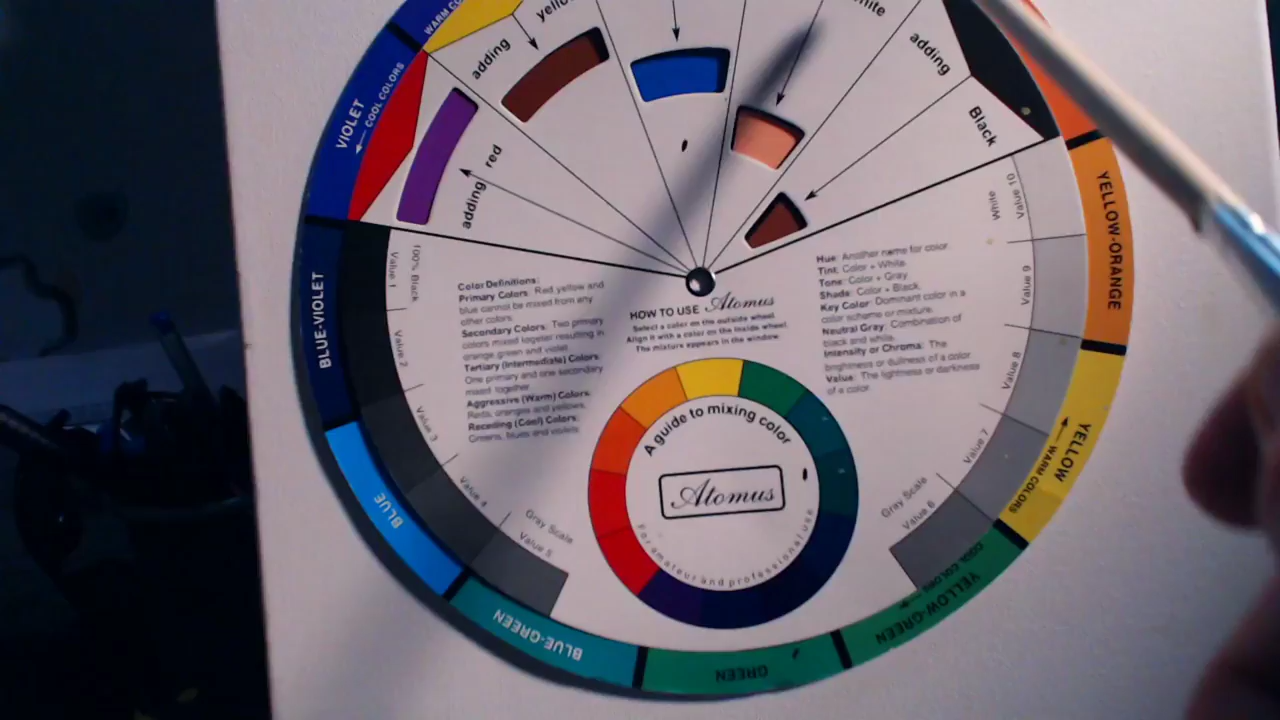 WARM CO
yello
hite
adding
adding
Black
VIOLET
COOL COLORS
adding red
YELLOW-ORANGE
BLUE-VIOLET
BLUE
BLUE-GREEN
GREEN
YELLOW-GREEN
COOL COLORS
YELLOW
WARM COLORS
100% Black
Value 1
Value 2
Value 3
Value 4
Gray Scale
Value 5
Gray Scale
Value 6
Value 7
Value 8
Value 9
White
Value 10
Color Definitions:
Primary Colors: Red yellow and
blue cannot be mixed from any
other colors.
Secondary Colors: Two primary
colors mixed together resulting in
orange green and violet.
Tertiary (Intermediate) Colors:
One primary and one secondary
mixed together.
Aggressive (Warm) Colors:
Reds, oranges and yellows.
Receding (Cool) Colors:
Greens, blues and violets.
HOW TO USE Atomus
Select a color on the outside wheel.
Align it with a color on the inside wheel.
The mixture appears in the window.
Hue: Another name for color.
Tint: Color + White.
Tone: Color + Gray.
Shade: Color + Black.
Key Color: Dominant color in a
color scheme or mixture.
Neutral Gray: Combination of
black and white.
Intensity or Chroma: The
brightness or dullness of a color.
Value: The lightness or darkness
of a color.
A guide to mixing color
Atomus
For amateur and professional use